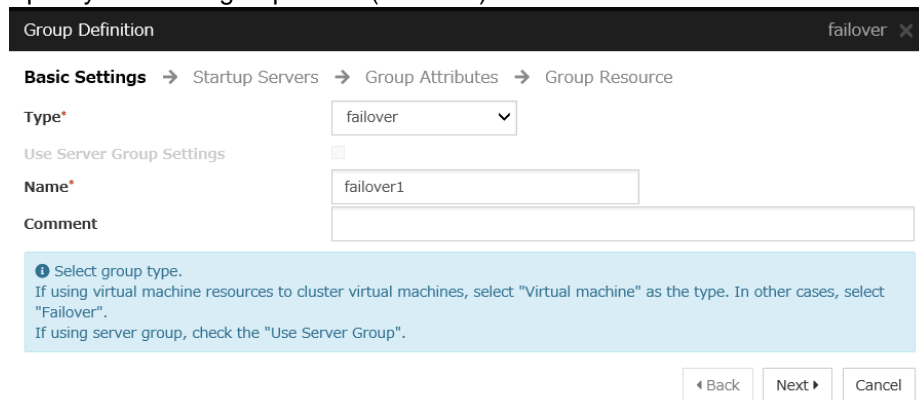 Group Definition failover ×
Basic Settings → Startup Servers → Group Attributes → Group Resource
Type* failover
Use Server Group Settings
Name* failover1
Comment
Select group type.
If using virtual machine resources to cluster virtual machines, select "Virtual machine" as the type. In other cases, select
"Failover".
If using server group, check the "Use Server Group".
Back Next Cancel